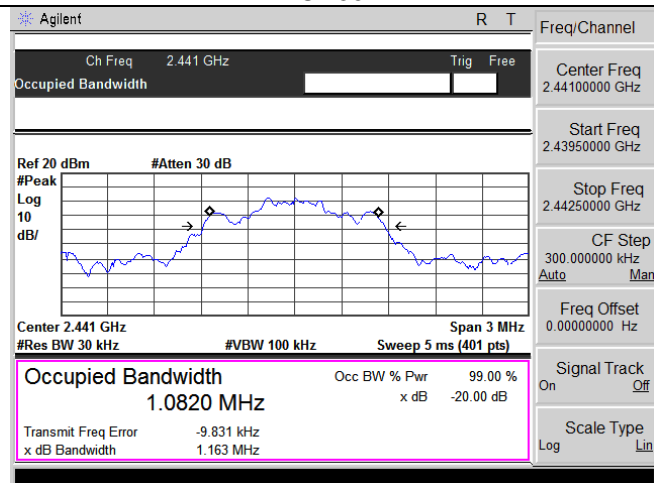 Agilent R T
Ch Freq 2.441 GHz Trig Free
Occupied Bandwidth
Ref 20 dBm #Atten 30 dB
#Peak
Log
10
dB/
Center 2.441 GHz Span 3 MHz
#Res BW 30 kHz #VBW 100 kHz Sweep 5 ms (401 pts)
Occupied Bandwidth Occ BW % Pwr 99.00 %
1.0820 MHz x dB -20.00 dB
Transmit Freq Error -9.831 kHz
x dB Bandwidth 1.163 MHz
Freq/Channel
Center Freq
2.44100000 GHz
Start Freq
2.43950000 GHz
Stop Freq
2.44250000 GHz
CF Step
300.000000 kHz
Auto Man
Freq Offset
0.00000000 Hz
Signal Track
On Off
Scale Type
Log Lin